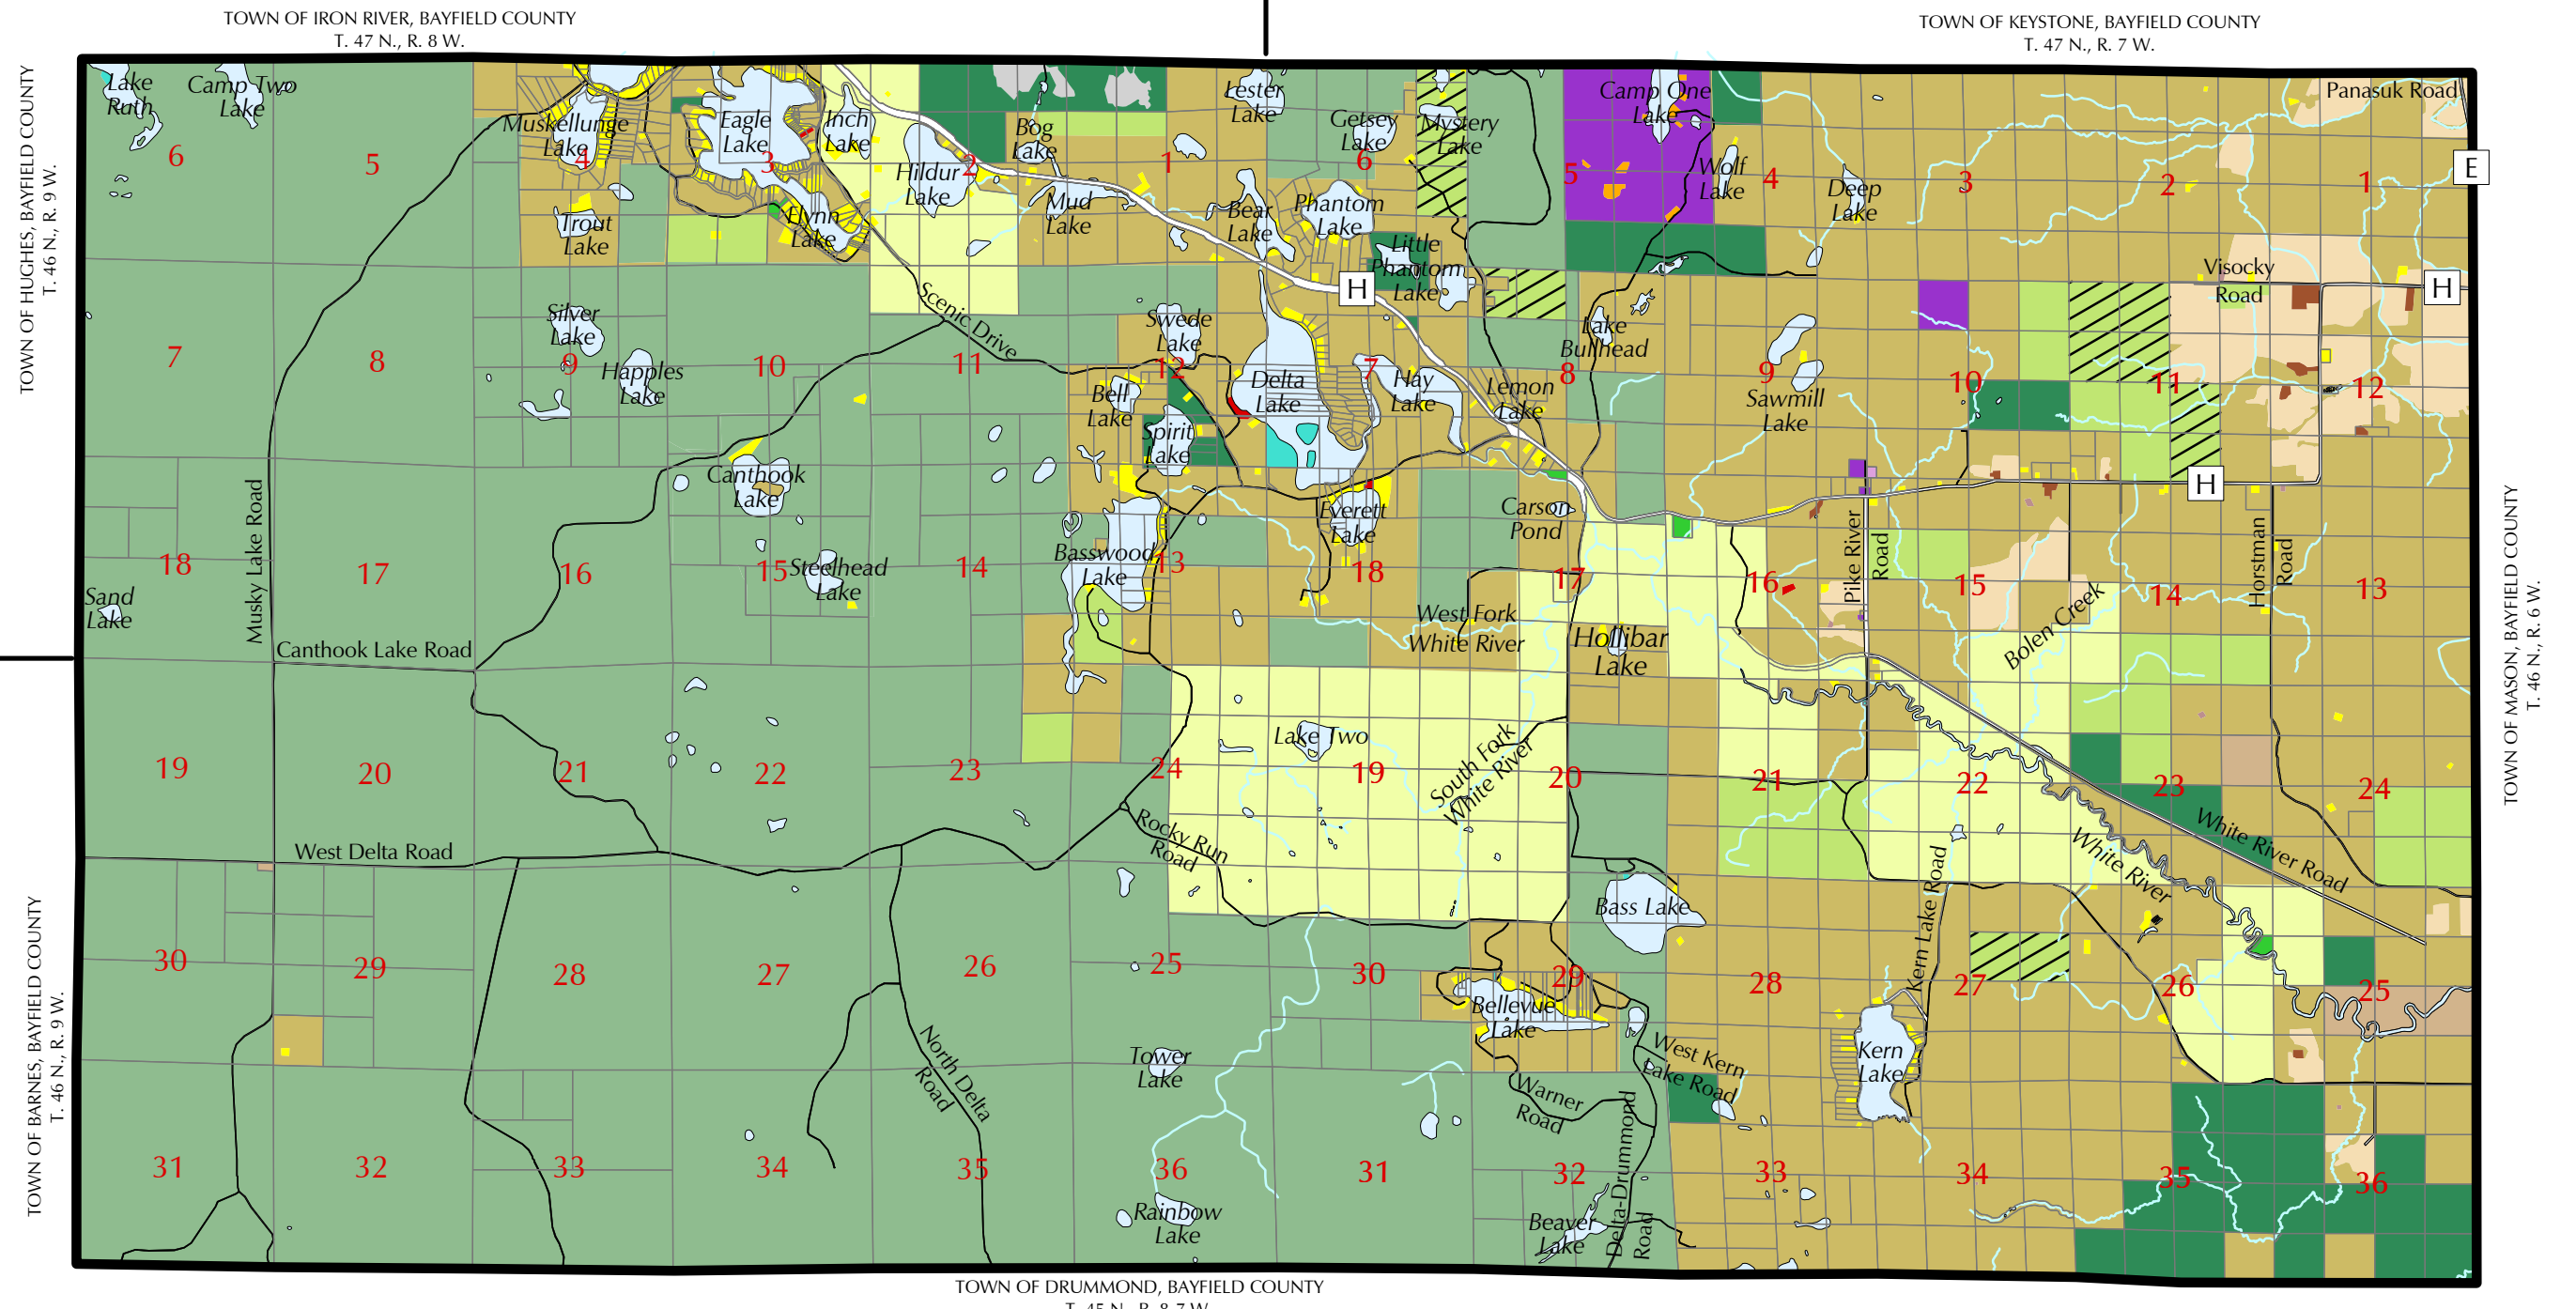 TOWN OF IRON RIVER, BAYFIELD COUNTY
T. 47 N., R. 8 W.
TOWN OF KEYSTONE, BAYFIELD COUNTY
T. 47 N., R. 7 W.
TOWN OF HUGHES, BAYFIELD COUNTY
T. 46 N., R. 9 W.
TOWN OF BARNES, BAYFIELD COUNTY
T. 46 N., R. 9 W.
TOWN OF MASON, BAYFIELD COUNTY
T. 46 N., R. 6 W.
Lake
Ruth
Camp Two
Lake
Muskellunge
Lake
Eagle
Lake
Inch
Lake
Hildur
Lake
Bog
Lake
Mud
Lake
Lester
Lake
Getsey
Lake
Mystery
Lake
Camp One
Lake
Wolf
Lake
Deep
Lake
Panasuk Road
E
6
5
4
3
2
1
6
5
4
3
2
1
Trout
Lake
Flynn
Lake
Bear
Lake
Phantom
Lake
Little
Phantom
Lake
H
Visocky
Road
H
Scenic Drive
Silver
Lake
Happles
Lake
Swede
Lake
Bell
Lake
Spirit
Lake
Delta
Lake
Hay
Lake
Lemon
Lake
Lake
Bullhead
Sawmill
Lake
7
8
9
10
11
12
7
8
9
10
11
12
Canthook
Lake
Steelhead
Lake
Basswood
Lake
Everett
Lake
Carson
Pond
H
Musky Lake Road
Pike River
Road
Horstman
Road
Bolen Creek
18
17
16
15
14
13
18
17
16
15
14
13
Sand
Lake
Canthook Lake Road
West Fork
White River
Hollibar
Lake
Lake Two
South Fork
White River
19
20
21
22
23
24
19
20
21
22
23
24
West Delta Road
Rocky Run
Road
White River
White River Road
Bass Lake
Kern Lake Road
30
29
28
27
26
25
30
29
28
27
26
25
Bellevue
Lake
North Delta
Road
Tower
Lake
West Kern
Lake Road
Kern
Lake
Warner
Road
Delta-Drummond
Road
31
32
33
34
35
36
31
32
33
34
35
36
Rainbow
Lake
Beaver
Lake
TOWN OF DRUMMOND, BAYFIELD COUNTY
T. 45 N., R. 8-7 W.